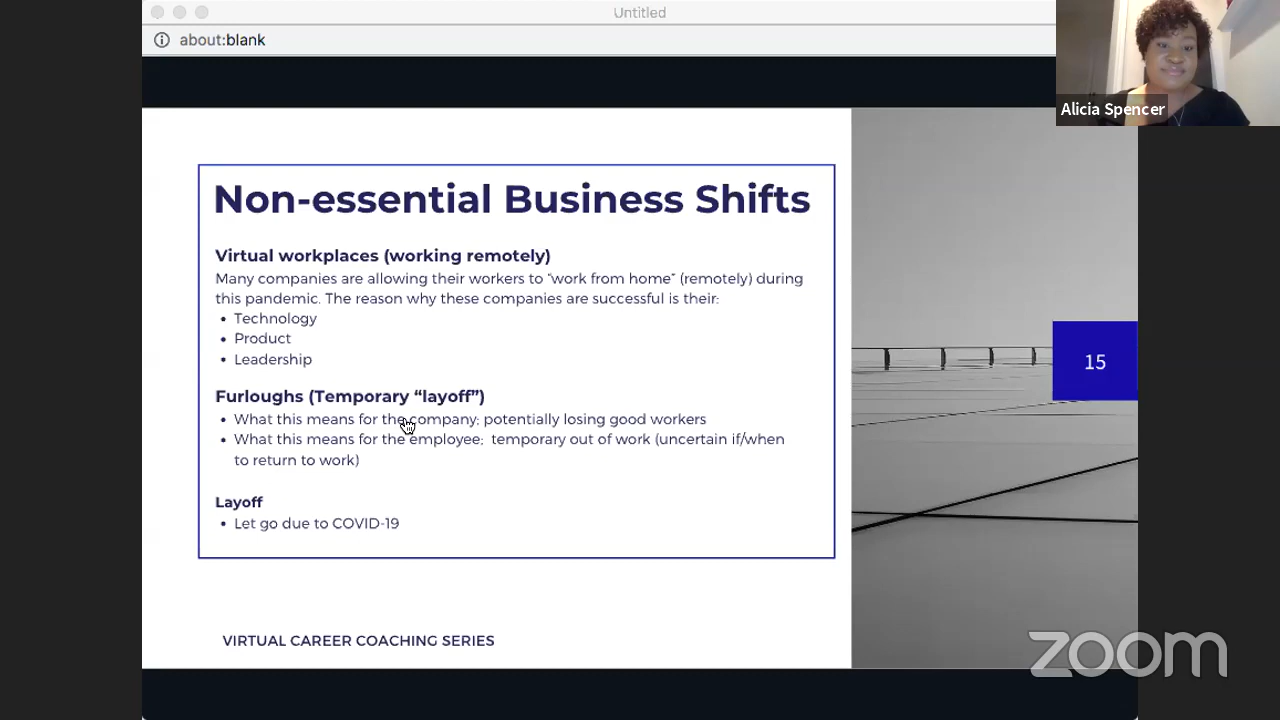 Untitled
about:blank
Alicia Spencer
Non-essential Business Shifts
Virtual workplaces (working remotely)
Many companies are allowing their workers to “work from home” (remotely) during
this pandemic. The reason why these companies are successful is their:
• Technology
• Product
• Leadership
15
Furloughs (Temporary “layoff”)
• What this means for the company; potentially losing good workers
• What this means for the employee; temporary out of work (uncertain if/when
to return to work)
Layoff
• Let go due to COVID-19
VIRTUAL CAREER COACHING SERIES
zoom